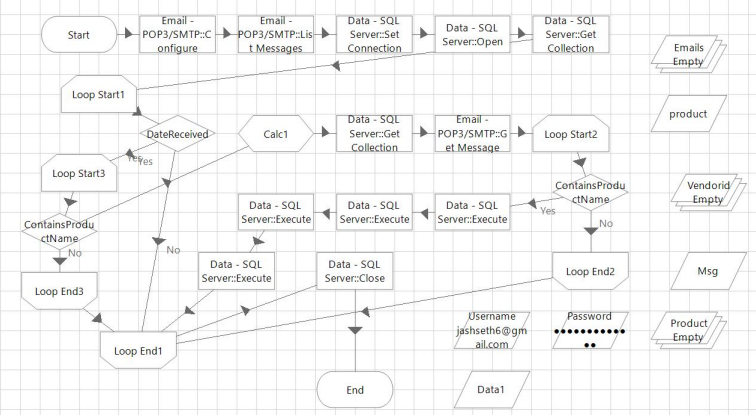 Start
Email -
POP3/SMTP::C
onfigure
Email -
POP3/SMTP::Lis
t Messages
Data - SQL
Server::Set
Connection
Data - SQL
Server::Open
Data - SQL
Server::Get
Collection
Emails
Empty
Loop Start1
product
DateReceived
Calc1
Data - SQL
Server::Get
Collection
Email -
POP3/SMTP::G
et Message
Loop Start2
Yes
Yes
Loop Start3
ContainsProdu
ctName
Vendorid
Empty
Data - SQL
Server::Execute
Data - SQL
Server::Execute
Data - SQL
Server::Execute
Yes
ContainsProdu
ctName
No
No
No
Data - SQL
Server::Execute
Data - SQL
Server::Close
Loop End2
Msg
Loop End3
Username
jashseth6@gm
ail.com
Password
●●●●●●●●●●●
●●
Product
Empty
Loop End1
End
Data1